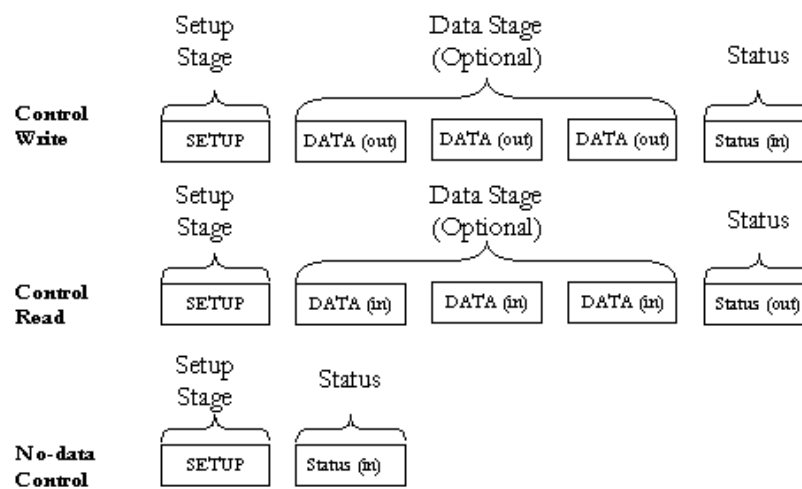 Setup
Stage
Data Stage
(Optional)
Status
Control
Write
SETUP
DATA (out)
DATA (out)
DATA (out)
Status (in)
Setup
Stage
Data Stage
(Optional)
Status
Control
Read
SETUP
DATA (in)
DATA (in)
DATA (in)
Status (out)
Setup
Stage
Status
No-data
Control
SETUP
Status (in)